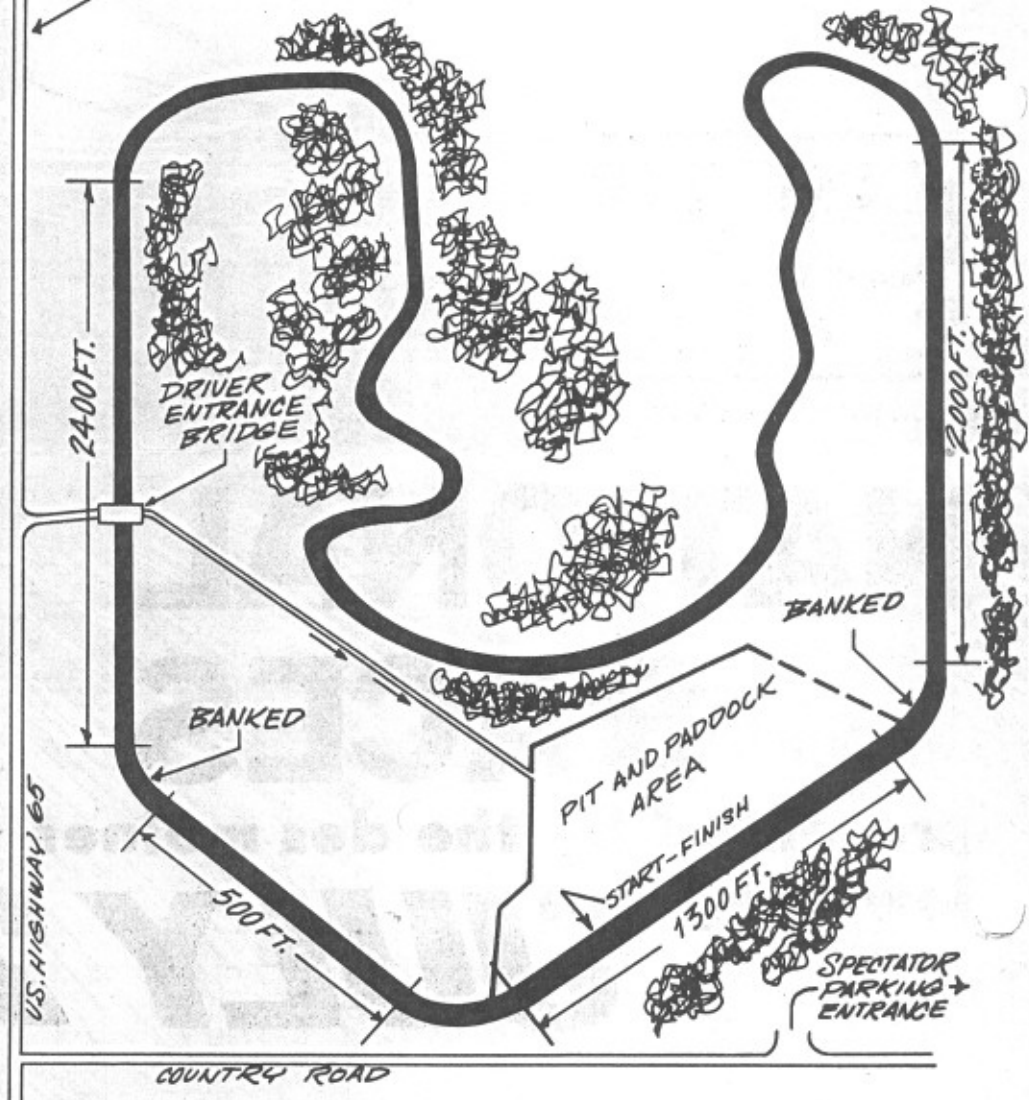 2400 FT.
DRIVER
ENTRANCE
BRIDGE
2000 FT.
BANKED
BANKED
PIT AND PADDOCK
AREA
START-FINISH
500 FT.
1300 FT.
U.S. HIGHWAY 65
SPECTATOR
PARKING
ENTRANCE
COUNTRY ROAD